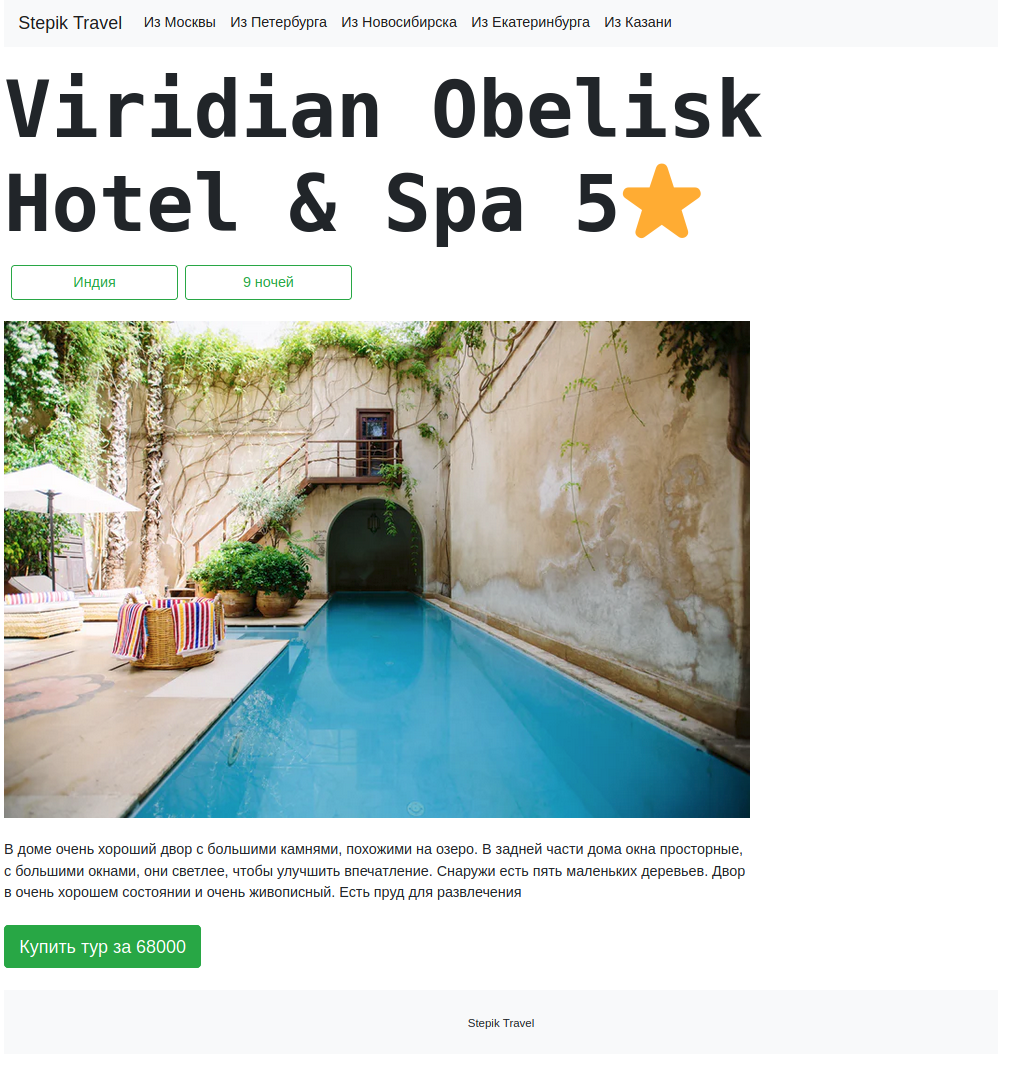 Stepik Travel Из Москвы Из Петербурга Из Новосибирска Из Екатеринбурга Из Казани
Viridian Obelisk
Hotel & Spa 5
Индия 9 ночей
В доме очень хороший двор с большими камнями, похожими на озеро. В задней части дома окна просторные,
с большими окнами, они светлее, чтобы улучшить впечатление. Снаружи есть пять маленьких деревьев. Двор
в очень хорошем состоянии и очень живописный. Есть пруд для развлечения
Купить тур за 68000
Stepik Travel